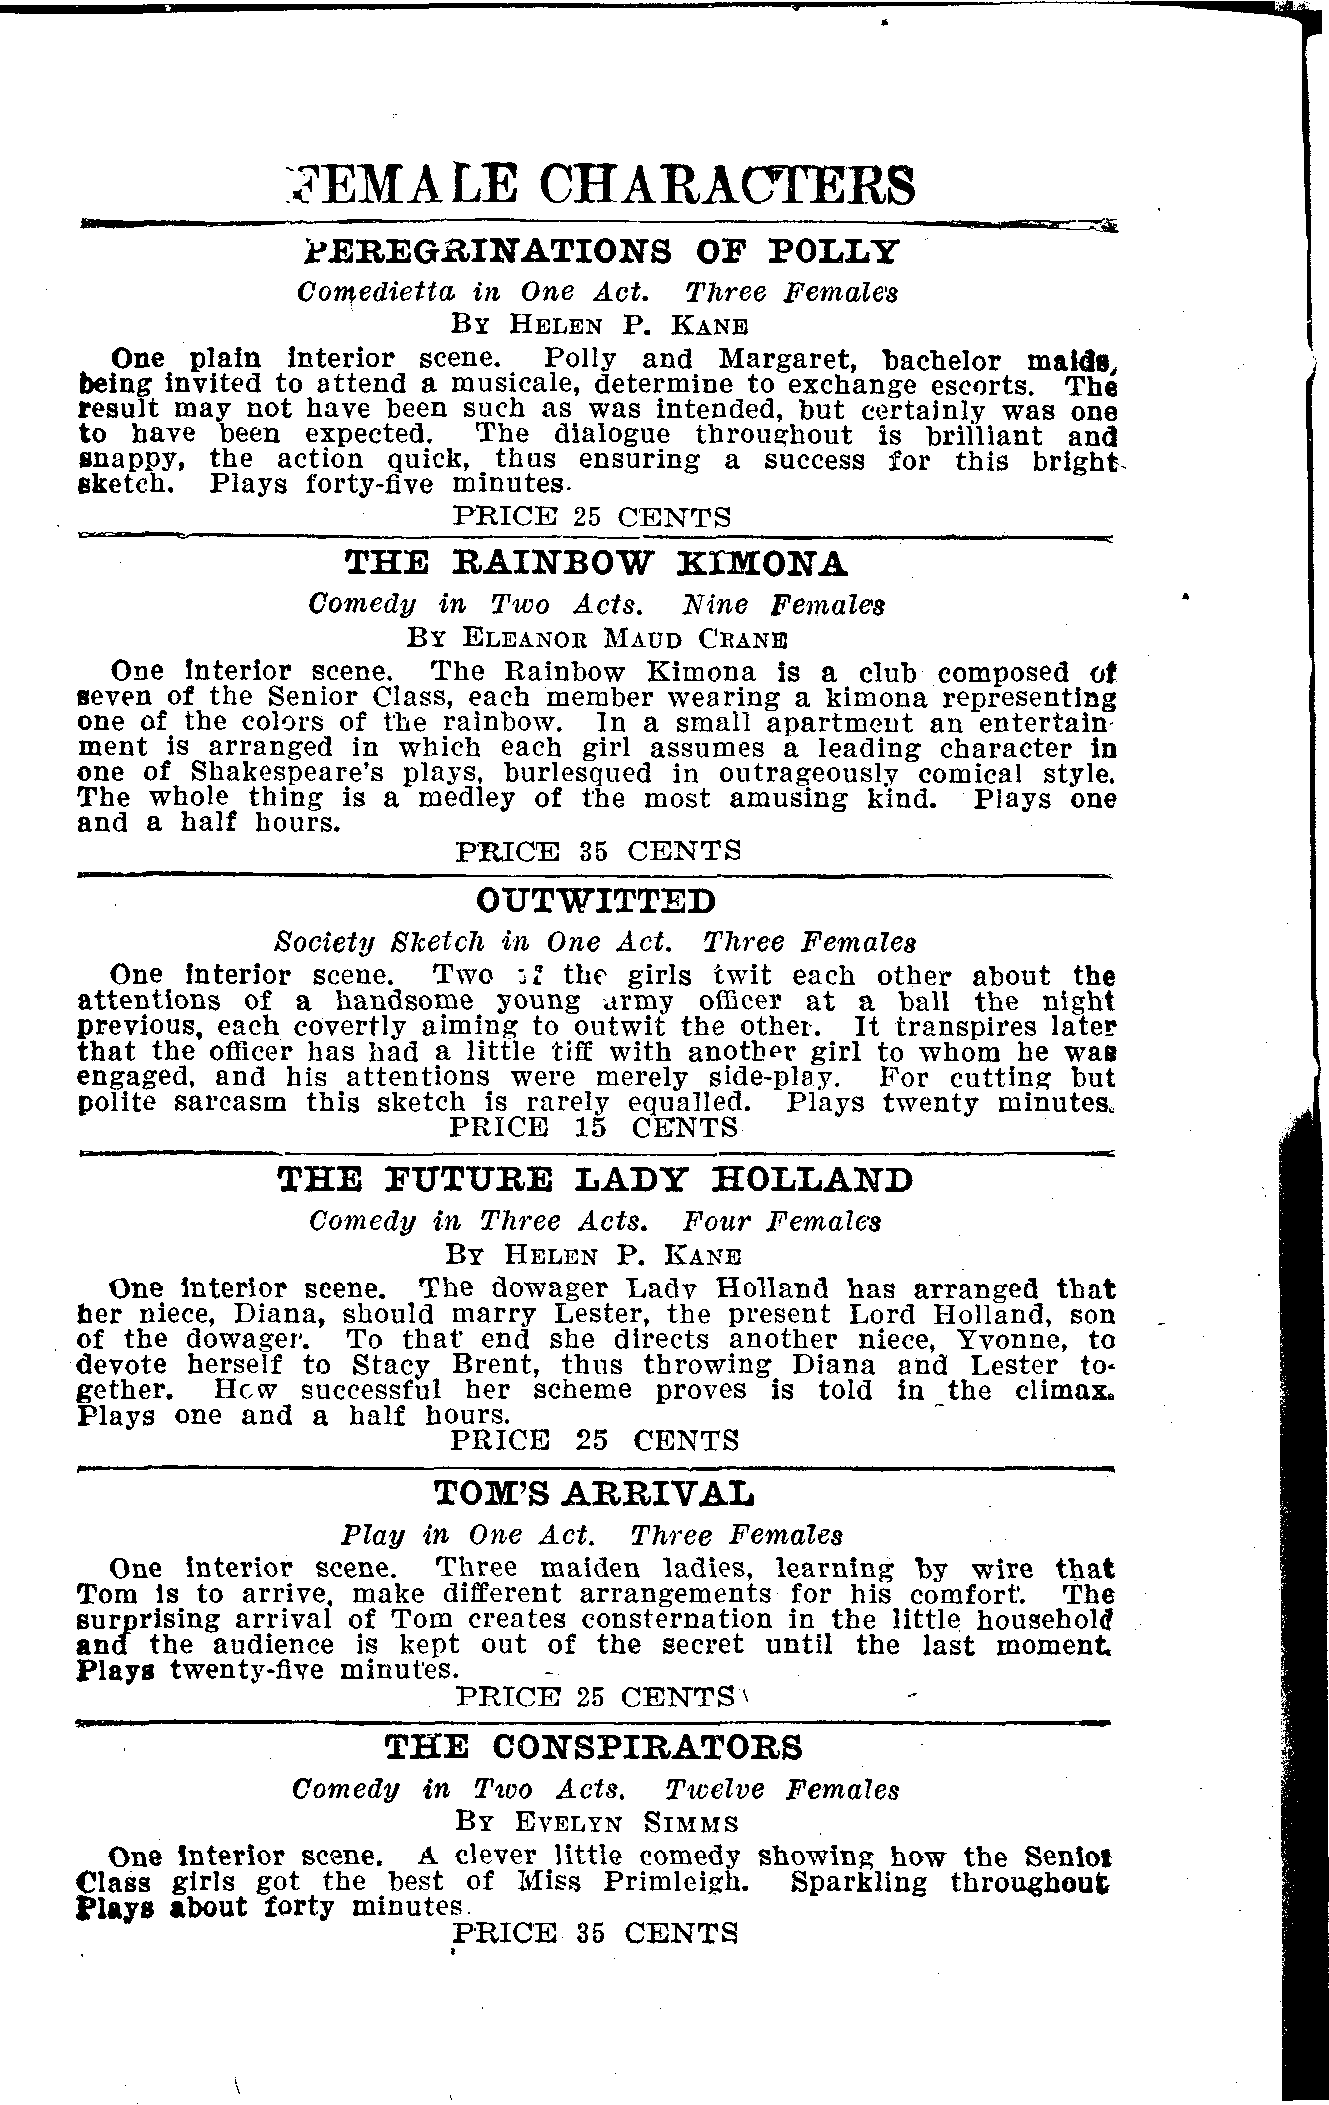 FEMALE CHARACTERS
PEREGRINATIONS OF POLLY
Comedietta in One Act. Three Females
BY HELEN P. KANE
One plain interior scene. Polly and Margaret, bachelor maids,
being invited to attend a musicale, determine to exchange escorts. The
result may not have been such as was intended, but certainly was one
to have been expected. The dialogue throughout is brilliant and
snappy, the action quick, thus ensuring a success for this bright
sketch. Plays forty-five minutes.
PRICE 25 CENTS
THE RAINBOW KIMONA
Comedy in Two Acts. Nine Females
BY ELEANOR MAUD CRANE
One interior scene. The Rainbow Kimona is a club composed of
seven of the Senior Class, each member wearing a kimona representing
one of the colors of the rainbow. In a small apartment an entertain-
ment is arranged in which each girl assumes a leading character in
one of Shakespeare's plays, burlesqued in outrageously comical style.
The whole thing is a medley of the most amusing kind. Plays one
and a half hours.
PRICE 35 CENTS
OUTWITTED
Society Sketch in One Act. Three Females
One interior scene. Two of the girls twit each other about the
attentions of a handsome young army officer at a ball the night
previous, each covertly aiming to outwit the other. It transpires later
that the officer has had a little tiff with another girl to whom he was
engaged, and his attentions were merely side-play. For cutting but
polite sarcasm this sketch is rarely equalled. Plays twenty minutes.
PRICE 15 CENTS
THE FUTURE LADY HOLLAND
Comedy in Three Acts. Four Females
BY HELEN P. KANE
One interior scene. The dowager Lady Holland has arranged that
her niece, Diana, should marry Lester, the present Lord Holland, son
of the dowager. To that end she directs another niece, Yvonne, to
devote herself to Stacy Brent, thus throwing Diana and Lester to-
gether. How successful her scheme proves is told in the climax.
Plays one and a half hours.
PRICE 25 CENTS
TOM'S ARRIVAL
Play in One Act. Three Females
One interior scene. Three maiden ladies, learning by wire that
Tom is to arrive, make different arrangements for his comfort. The
surprising arrival of Tom creates consternation in the little household
and the audience is kept out of the secret until the last moment.
Plays twenty-five minutes.
PRICE 25 CENTS
THE CONSPIRATORS
Comedy in Two Acts. Twelve Females
BY EVELYN SIMMS
One interior scene. A clever little comedy showing how the Senior
Class girls got the best of Miss Primleigh. Sparkling throughout
Plays about forty minutes.
PRICE 35 CENTS